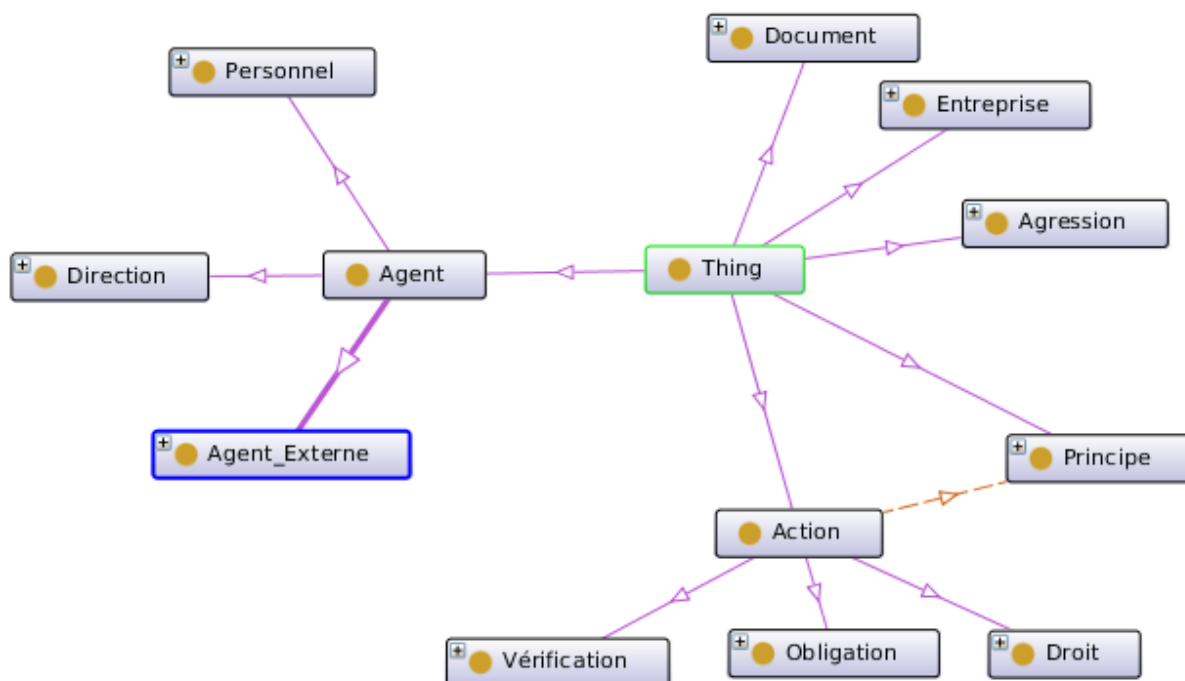 Document
Personnel
Entreprise
Agression
Thing
Agent
Direction
Agent_Externe
Principe
Action
Vérification
Obligation
Droit